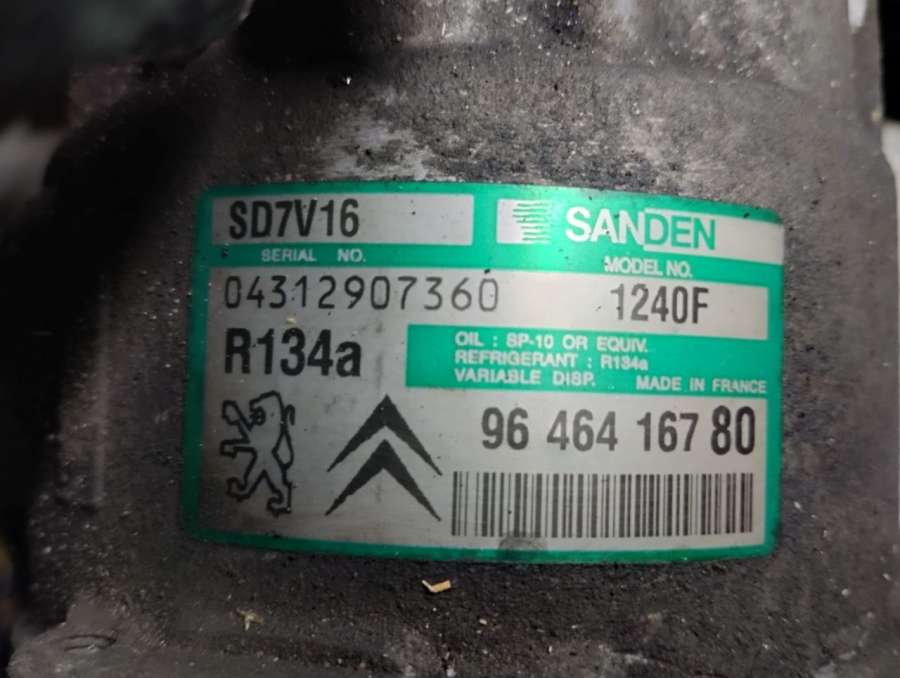 SD7V16
SANDEN
SERIAL NO.
MODEL NO.
04312907360
1240F
R134a
OIL : SP-10 OR EQUIV.
REFRIGERANT : R134a
VARIABLE DISP. MADE IN FRANCE
96 464 167 80